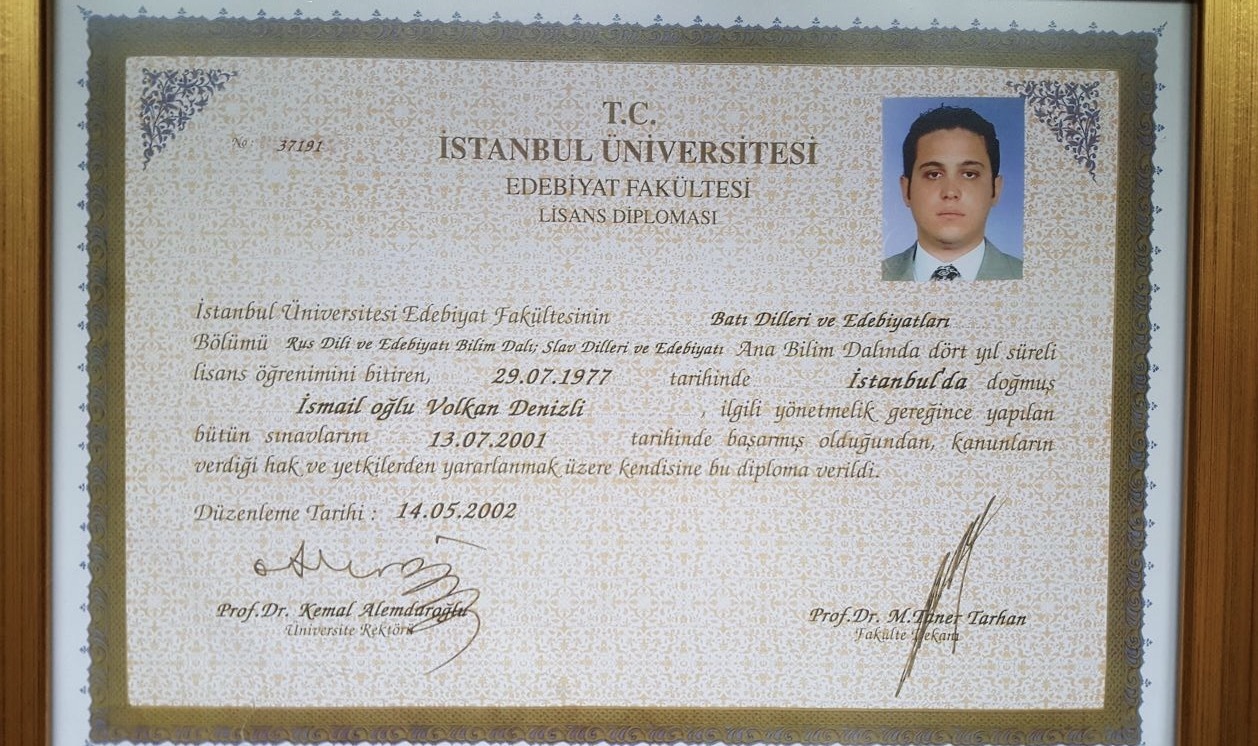 T.C.
İSTANBUL ÜNİVERSİTESİ
EDEBİYAT FAKÜLTESİ
LİSANS DİPLOMASI
No: 37191
İstanbul Üniversitesi Edebiyat Fakültesinin Batı Dilleri ve Edebiyatları
Bölümü Rus Dili ve Edebiyatı Bilim Dalı; Slav Dilleri ve Edebiyatı Ana Bilim Dalında dört yıl süreli
lisans öğrenimini bitiren, 29.07.1977 tarihinde İstanbul'da doğmuş
İsmail oğlu Volkan Denizli , ilgili yönetmelik gereğince yapılan
bütün sınavlarını 13.07.2001 tarihinde başarmış olduğundan, kanunların
verdiği hak ve yetkilerden yararlanmak üzere kendisine bu diploma verildi.
Düzenleme Tarihi : 14.05.2002
Prof.Dr. Kemal Alemdaroğlu
Üniversite Rektörü
Prof.Dr. M.Taner Tarhan
Fakülte Dekanı